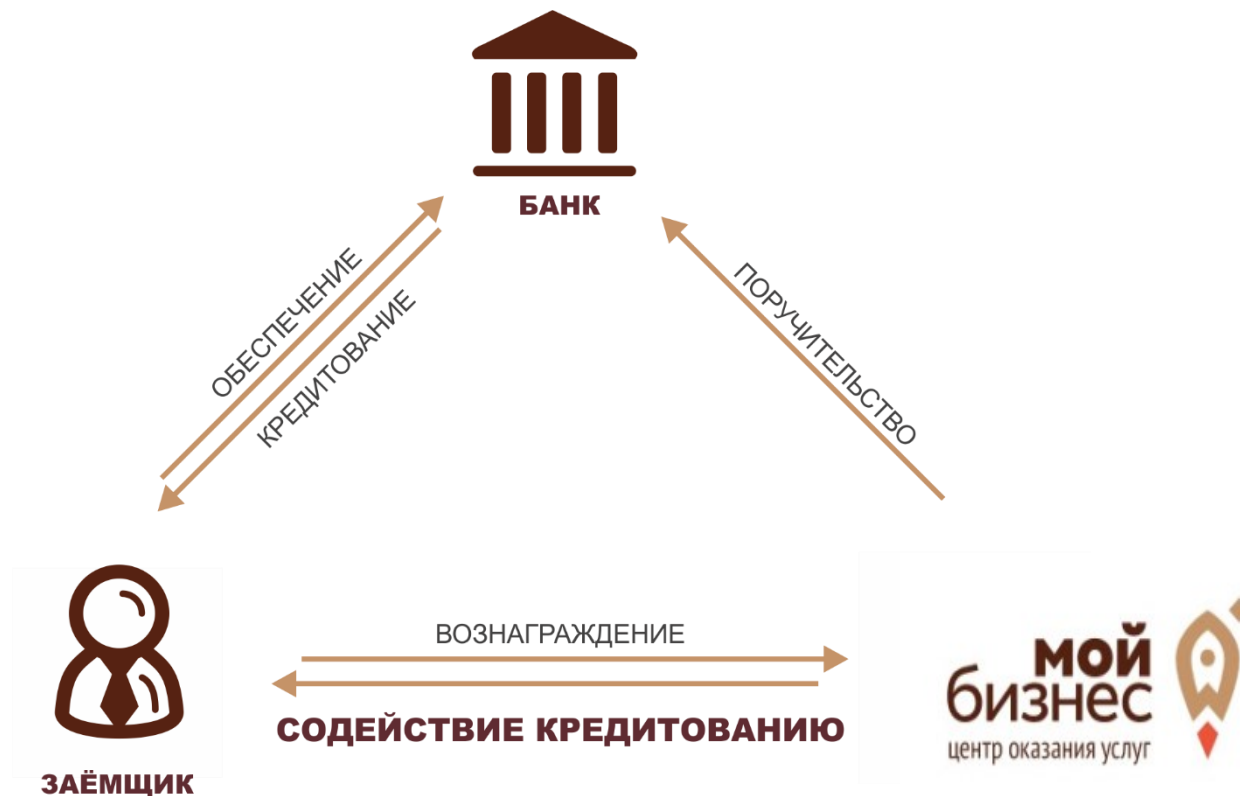 БАНК
ОБЕСПЕЧЕНИЕ
КРЕДИТОВАНИЕ
ПОРУЧИТЕЛЬСТВО
ВОЗНАГРАЖДЕНИЕ
СОДЕЙСТВИЕ КРЕДИТОВАНИЮ
ЗАЁМЩИК
мой
бизнес
центр оказания услуг